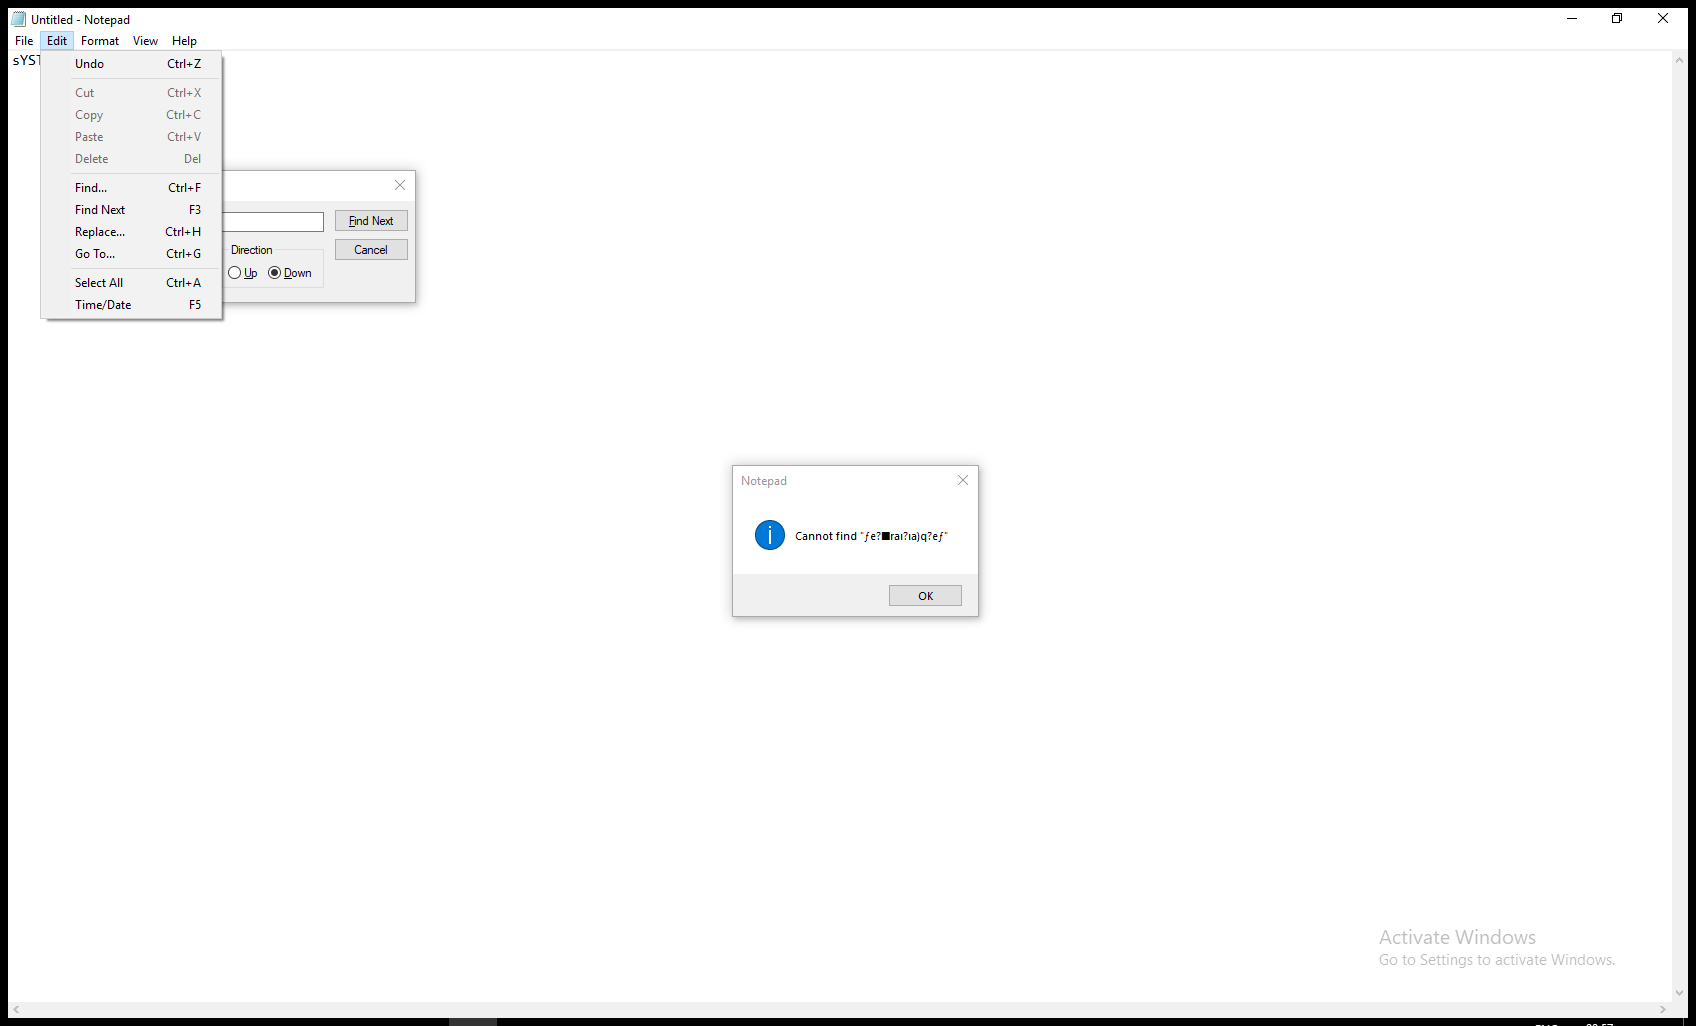 Untitled - Notepad
File Edit Format View Help
sYST
Undo Ctrl+Z
Cut Ctrl+X
Copy Ctrl+C
Paste Ctrl+V
Delete Del
Find... Ctrl+F
Find Next F3
Replace... Ctrl+H
Go To... Ctrl+G
Select All Ctrl+A
Time/Date F5
Find Next
Direction
Cancel
Up Down
Notepad
Cannot find "ƒe?■raı?ıa)q?eƒ"
OK
Activate Windows
Go to Settings to activate Windows.